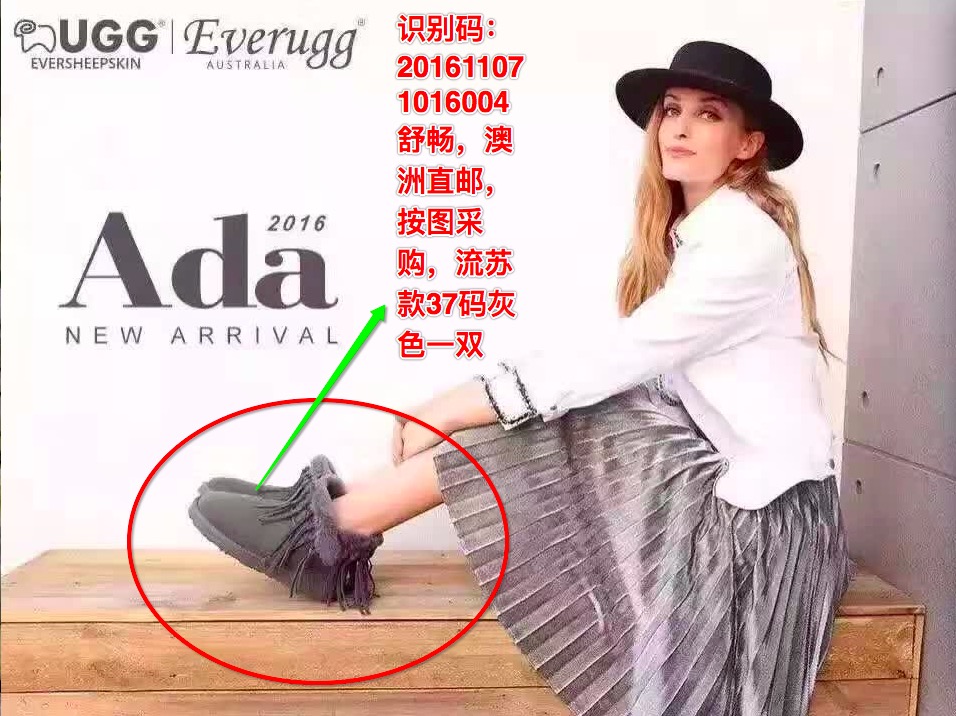 UGG® | Everugg®
EVERSHEEPSKIN AUSTRALIA
识别码：
20161107
1016004
舒畅，澳
洲直邮，
按图采
购，流苏
款37码灰
色一双
2016
Ada
NEW ARRIVAL